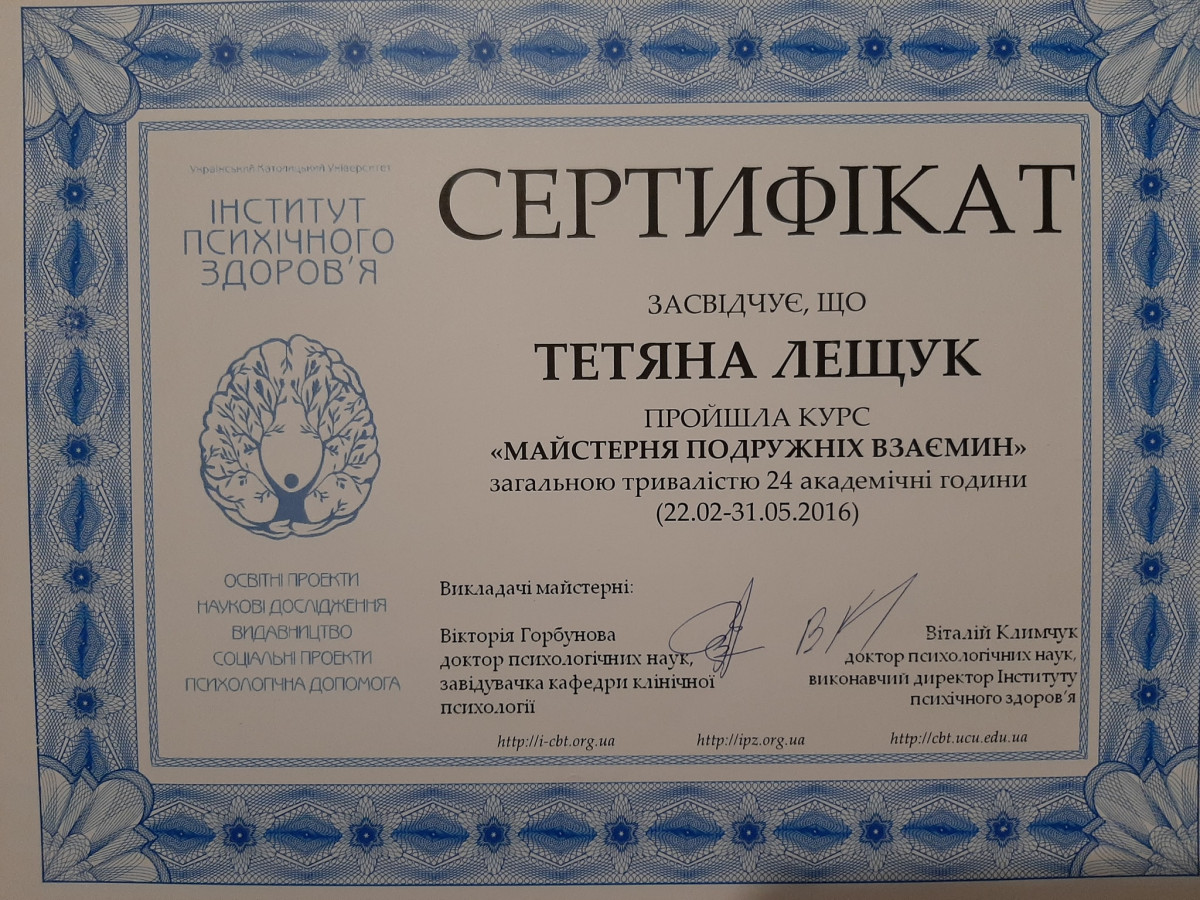 Український Католицький Університет
ІНСТИТУТ
ПСИХІЧНОГО
ЗДОРОВ'Я
ОСВІТНІ ПРОЕКТИ
НАУКОВІ ДОСЛІДЖЕННЯ
ВИДАВНИЦТВО
СОЦІАЛЬНІ ПРОЕКТИ
ПСИХОЛОГІЧНА ДОПОМОГА
СЕРТИФІКАТ
ЗАСВІДЧУЄ, ЩО
ТЕТЯНА ЛЕЩУК
ПРОЙШЛА КУРС
«МАЙСТЕРНЯ ПОДРУЖНІХ ВЗАЄМИН»
загальною тривалістю 24 академічні години
(22.02-31.05.2016)
Викладачі майстерні:
Вікторія Горбунова
доктор психологічних наук,
завідувачка кафедри клінічної
психології
Віталій Климчук
доктор психологічних наук,
виконавчий директор Інституту
психічного здоров'я
http://i-cbt.org.ua http://ipz.org.ua http://cbt.ucu.edu.ua